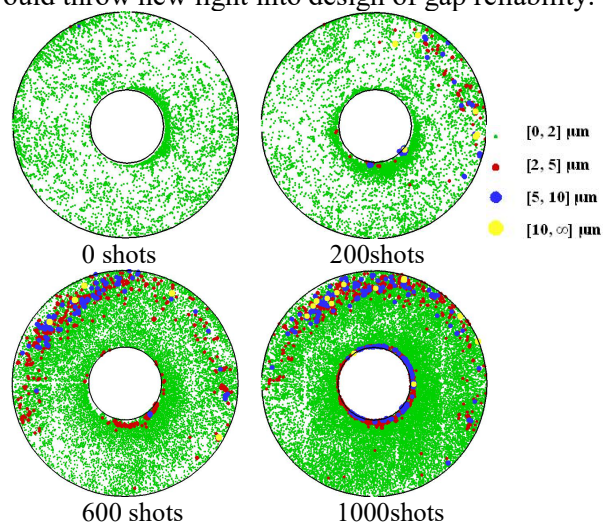 ould throw new light into design of gap reliability.
[0, 2] μm
[2, 5] μm
[5, 10] μm
[10, ∞] μm
0 shots
200shots
600 shots
1000shots